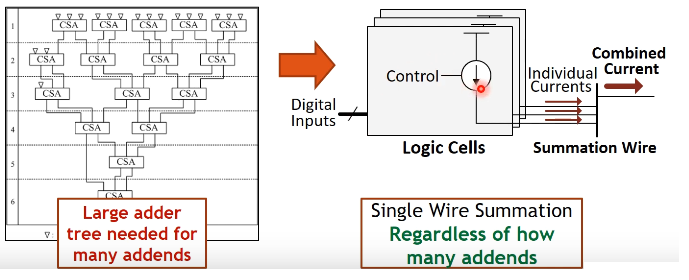 1
CSA CSA CSA CSA CSA
2
CSA CSA CSA CSA
3
CSA CSA CSA
4
CSA CSA
5
CSA
6
CSA
Large adder
tree needed for
many addends
Control
Digital
Inputs
Logic Cells
Individual
Currents
Combined
Current
Summation Wire
Single Wire Summation
Regardless of how
many addends